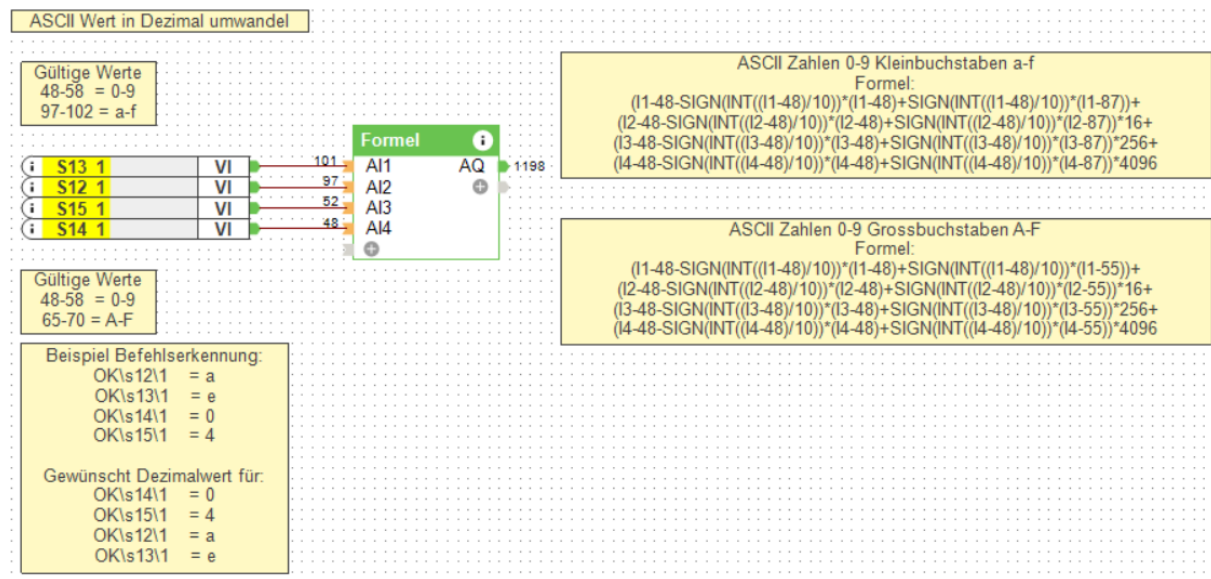 ASCII Wert in Dezimal umwandel
Gültige Werte
48-58 = 0-9
97-102 = a-f
S13 1 VI
S12 1 VI
S15 1 VI
S14 1 VI
101
97
52
48
Formel
AI1 AQ
AI2
AI3
AI4
1198
Gültige Werte
48-58 = 0-9
65-70 = A-F
Beispiel Befehlserkennung:
OK\s12\1 = a
OK\s13\1 = e
OK\s14\1 = 0
OK\s15\1 = 4
Gewünscht Dezimalwert für:
OK\s14\1 = 0
OK\s15\1 = 4
OK\s12\1 = a
OK\s13\1 = e
ASCII Zahlen 0-9 Kleinbuchstaben a-f
Formel:
(I1-48-SIGN(INT((I1-48)/10))*(I1-48)+SIGN(INT((I1-48)/10))*(I1-87))+
(I2-48-SIGN(INT((I2-48)/10))*(I2-48)+SIGN(INT((I2-48)/10))*(I2-87))*16+
(I3-48-SIGN(INT((I3-48)/10))*(I3-48)+SIGN(INT((I3-48)/10))*(I3-87))*256+
(I4-48-SIGN(INT((I4-48)/10))*(I4-48)+SIGN(INT((I4-48)/10))*(I4-87))*4096
ASCII Zahlen 0-9 Grossbuchstaben A-F
Formel:
(I1-48-SIGN(INT((I1-48)/10))*(I1-48)+SIGN(INT((I1-48)/10))*(I1-55))+
(I2-48-SIGN(INT((I2-48)/10))*(I2-48)+SIGN(INT((I2-48)/10))*(I2-55))*16+
(I3-48-SIGN(INT((I3-48)/10))*(I3-48)+SIGN(INT((I3-48)/10))*(I3-55))*256+
(I4-48-SIGN(INT((I4-48)/10))*(I4-48)+SIGN(INT((I4-48)/10))*(I4-55))*4096